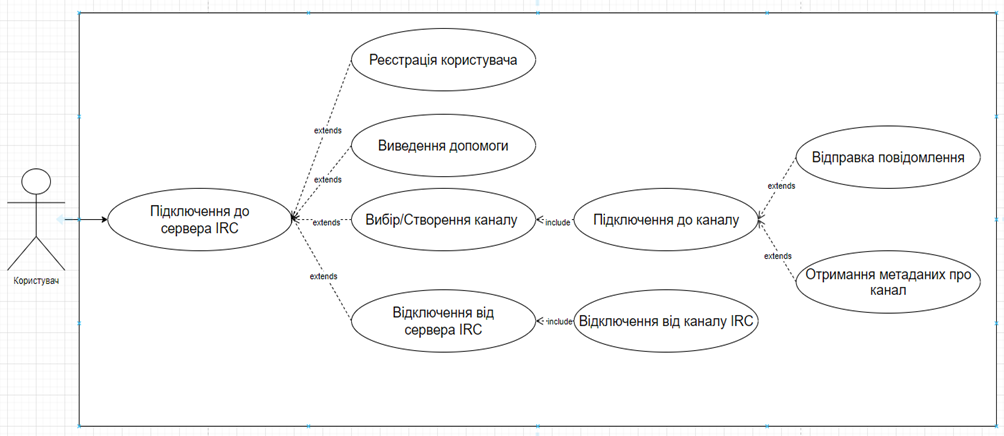 Реєстрація користувача
extends
Виведення допомоги
extends
Відправка повідомлення
extends
Підключення до
сервера IRC
extends
Вибір/Створення каналу
include
Підключення до каналу
extends
Отримання метаданих про
канал
Користувач
extends
Відключення від
сервера IRC
include
Відключення від каналу IRC